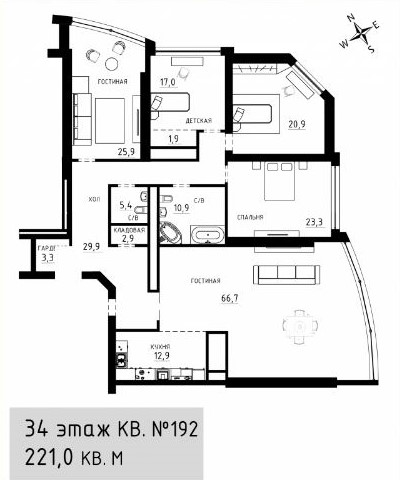 N
W
E
S
ГОСТИНАЯ
25,9
17,0
ДЕТСКАЯ
1,9
20,9
ХОЛ
29,9
5,4
С/В
КЛАДОВАЯ
2,9
С/В
10,9
СПАЛЬНЯ
23,3
ГАРДГ
3,3
ГОСТИНАЯ
66,7
КУХНЯ
12,9
34 этаж КВ. №192
221,0 КВ. М